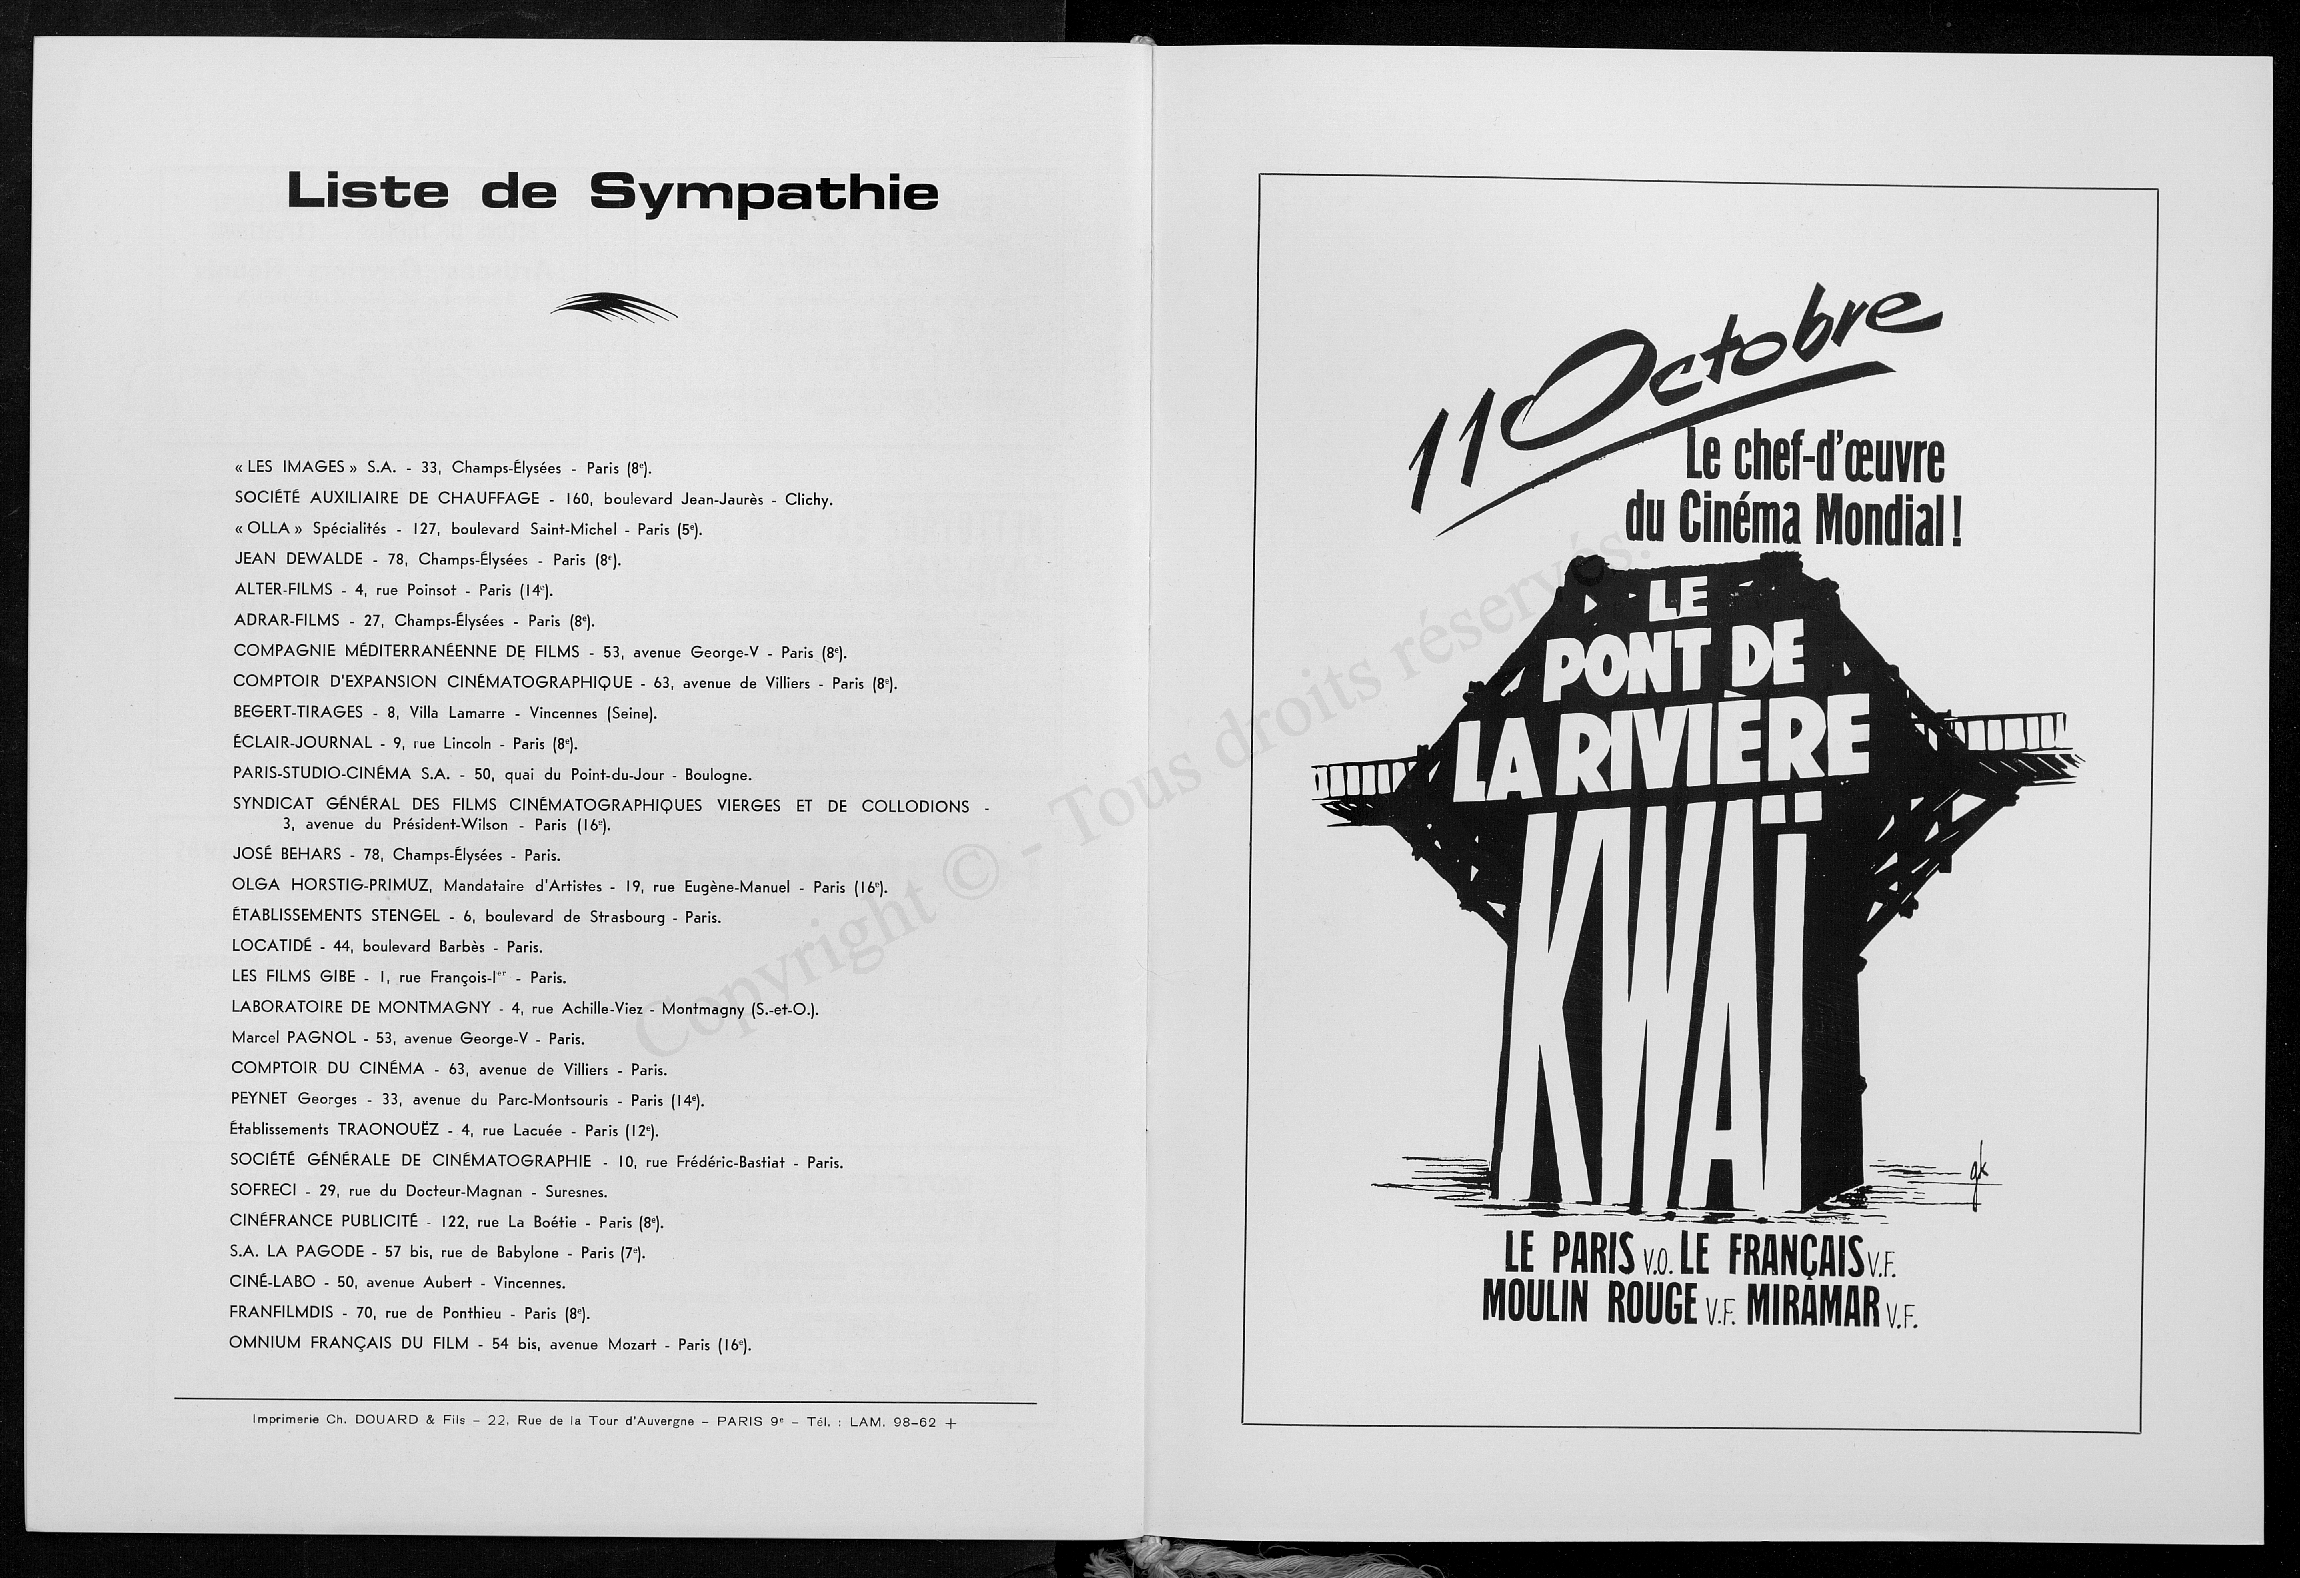 Liste de Sympathie
« LES IMAGES » S.A. - 33, Champs-Élysées - Paris (8e).
SOCIÉTÉ AUXILIAIRE DE CHAUFFAGE - 160, boulevard Jean-Jaurès - Clichy.
« OLLA » Spécialités - 127, boulevard Saint-Michel - Paris (5e).
JEAN DEWALDE - 78, Champs-Élysées - Paris (8e).
ALTER-FILMS - 4, rue Poinsot - Paris (14e).
ADRAR-FILMS - 27, Champs-Élysées - Paris (8e).
COMPAGNIE MÉDITERRANÉENNE DE FILMS - 53, avenue George-V - Paris (8e).
COMPTOIR D'EXPANSION CINÉMATOGRAPHIQUE - 63, avenue de Villiers - Paris (8e).
BEGERT-TIRAGES - 8, Villa Lamarre - Vincennes (Seine).
ÉCLAIR-JOURNAL - 9, rue Lincoln - Paris (8e).
PARIS-STUDIO-CINÉMA S.A. - 50, quai du Point-du-Jour - Boulogne.
SYNDICAT GÉNÉRAL DES FILMS CINÉMATOGRAPHIQUES VIERGES ET DE COLLODIONS -
3, avenue du Président-Wilson - Paris (16e).
JOSÉ BEHARS - 78, Champs-Élysées - Paris.
OLGA HORSTIG-PRIMUZ, Mandataire d'Artistes - 19, rue Eugène-Manuel - Paris (16e).
ÉTABLISSEMENTS STENGEL - 6, boulevard de Strasbourg - Paris.
LOCATIDÉ - 44, boulevard Barbès - Paris.
LES FILMS GIBE - 1, rue François-Ier - Paris.
LABORATOIRE DE MONTMAGNY - 4, rue Achille-Viez - Montmagny (S.-et-O.).
Marcel PAGNOL - 53, avenue George-V - Paris.
COMPTOIR DU CINÉMA - 63, avenue de Villiers - Paris.
PEYNET Georges - 33, avenue du Parc-Montsouris - Paris (14e).
Établissements TRAONOUËZ - 4, rue Lacuée - Paris (12e).
SOCIÉTÉ GÉNÉRALE DE CINÉMATOGRAPHIE - 10, rue Frédéric-Bastiat - Paris.
SOFRECI - 29, rue du Docteur-Magnan - Suresnes.
CINÉFRANCE PUBLICITÉ - 122, rue La Boétie - Paris (8e).
S.A. LA PAGODE - 57 bis, rue de Babylone - Paris (7e).
CINÉ-LABO - 50, avenue Aubert - Vincennes.
FRANFILMDIS - 70, rue de Ponthieu - Paris (8e).
OMNIUM FRANÇAIS DU FILM - 54 bis, avenue Mozart - Paris (16e).
Imprimerie Ch. DOUARD & Fils - 22, Rue de la Tour d'Auvergne - PARIS 9e - Tél. : LAM. 98-62 +
11 Octobre
Le chef-d'œuvre
du Cinéma Mondial !
LE
PONT DE
LA RIVIÈRE
KWAÏ
gk
LE PARIS V.O. LE FRANÇAIS V.F.
MOULIN ROUGE V.F. MIRAMAR V.F.
Copyright © - Tous droits réservés.